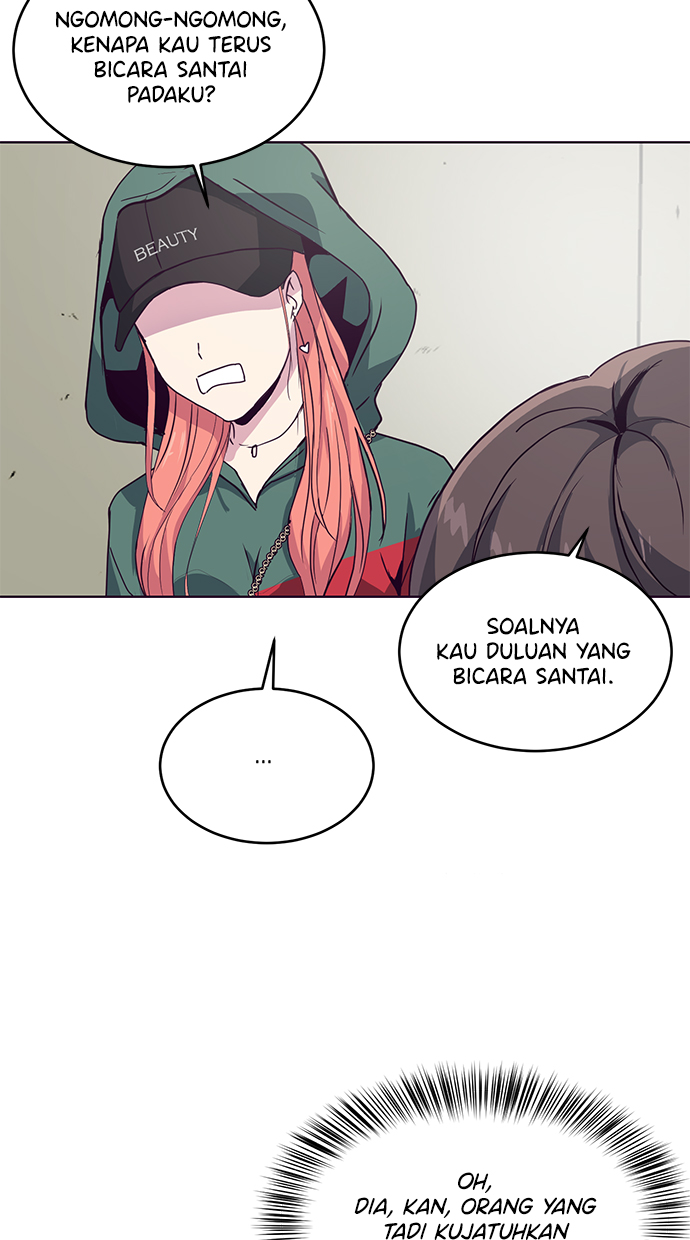 NGOMONG-NGOMONG,
KENAPA KAU TERUS
BICARA SANTAI
PADAKU?
BEAUTY
SOALNYA
KAU DULUAN YANG
BICARA SANTAI.
...
OH,
DIA, KAN, ORANG YANG
TADI KUJATUHKAN